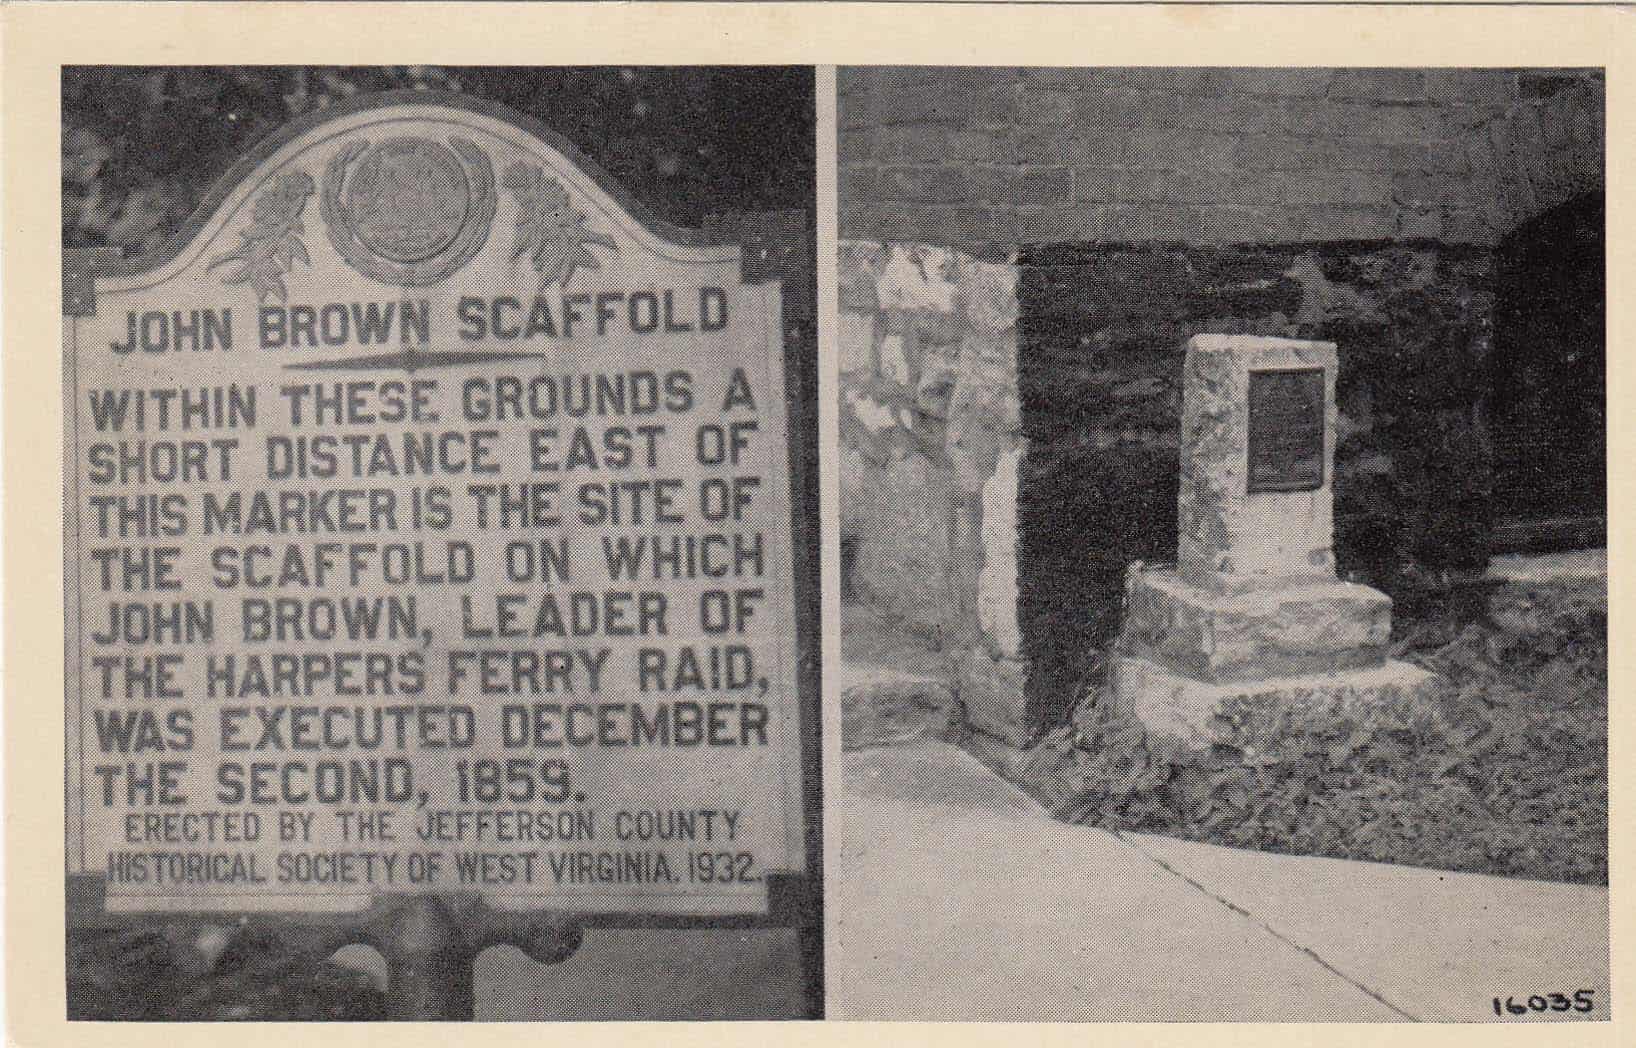 JOHN BROWN SCAFFOLD
WITHIN THESE GROUNDS A
SHORT DISTANCE EAST OF
THIS MARKER IS THE SITE OF
THE SCAFFOLD ON WHICH
JOHN BROWN, LEADER OF
THE HARPERS FERRY RAID,
WAS EXECUTED DECEMBER
THE SECOND, 1859.
ERECTED BY THE JEFFERSON COUNTY
HISTORICAL SOCIETY OF WEST VIRGINIA. 1932.
16035